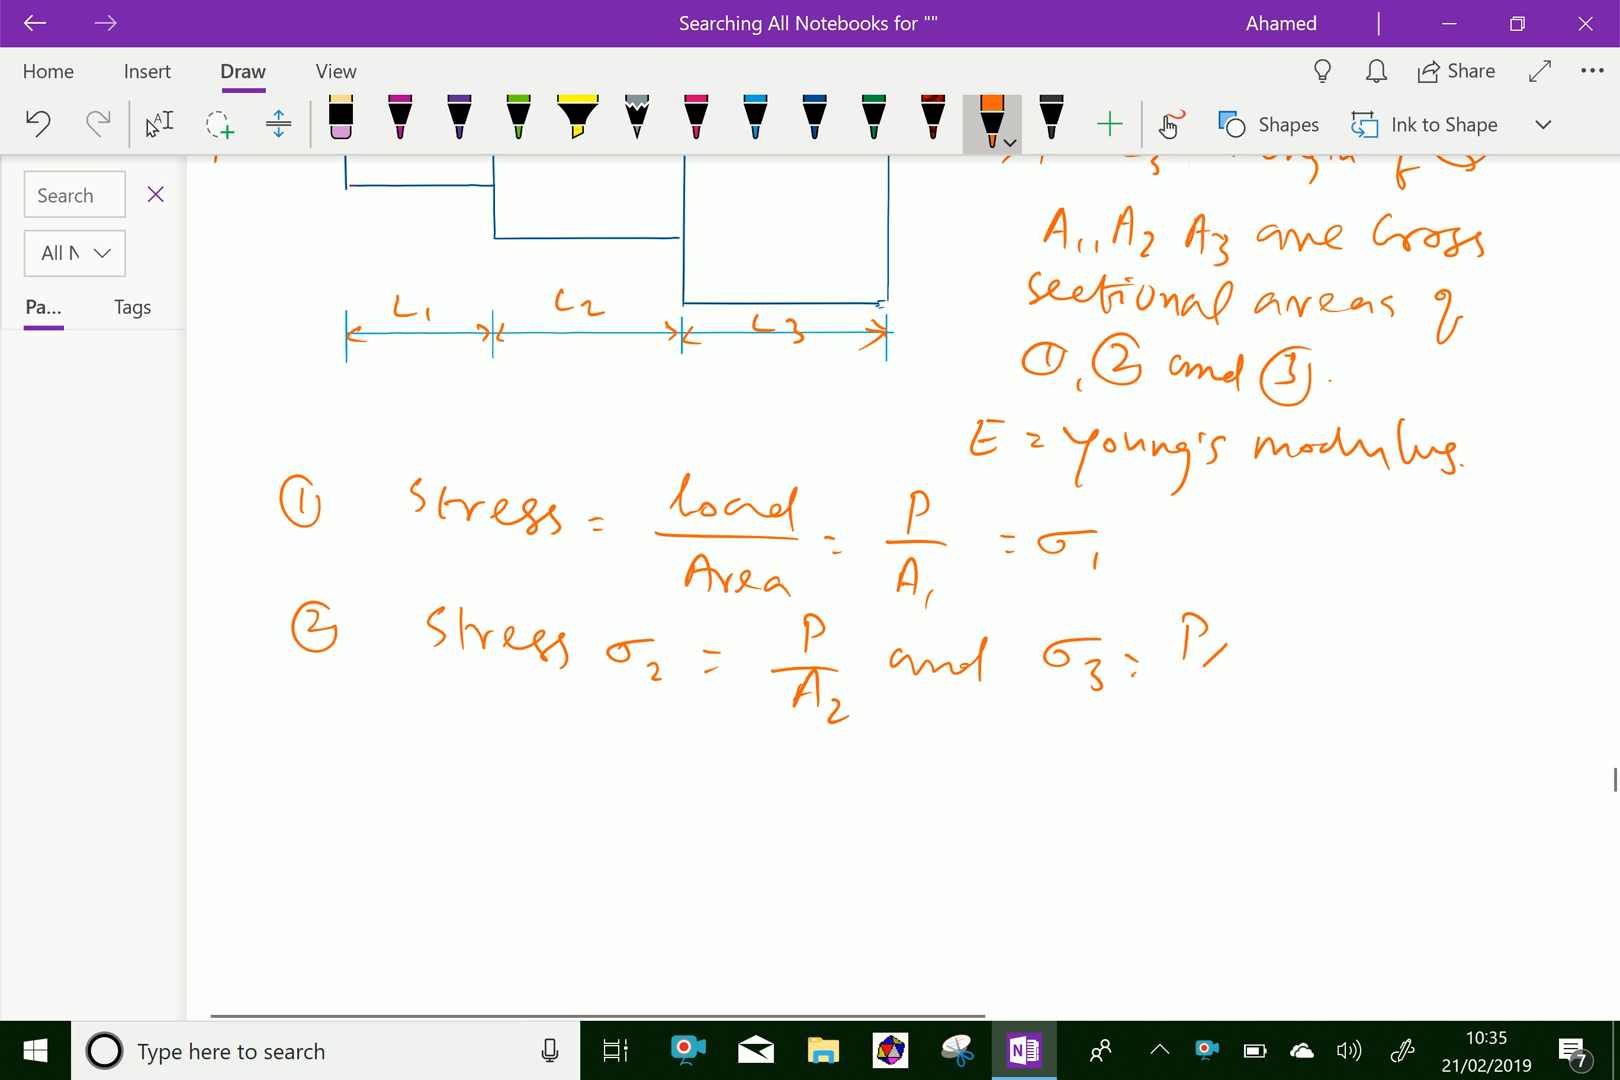 Searching All Notebooks for ""
Ahamed
Home Insert Draw View
Share
Shapes
Ink to Shape
Search
All N
Pa... Tags
L1 L2 L3
A1, A2 A3 are Cross
sectional areas of
①, ② and ③.
E = Young's modulus.
① Stress = load / Area = P / A1 = σ1
② Stress σ2 = P / A2 and σ3 = P/
Type here to search
10:35
21/02/2019
7